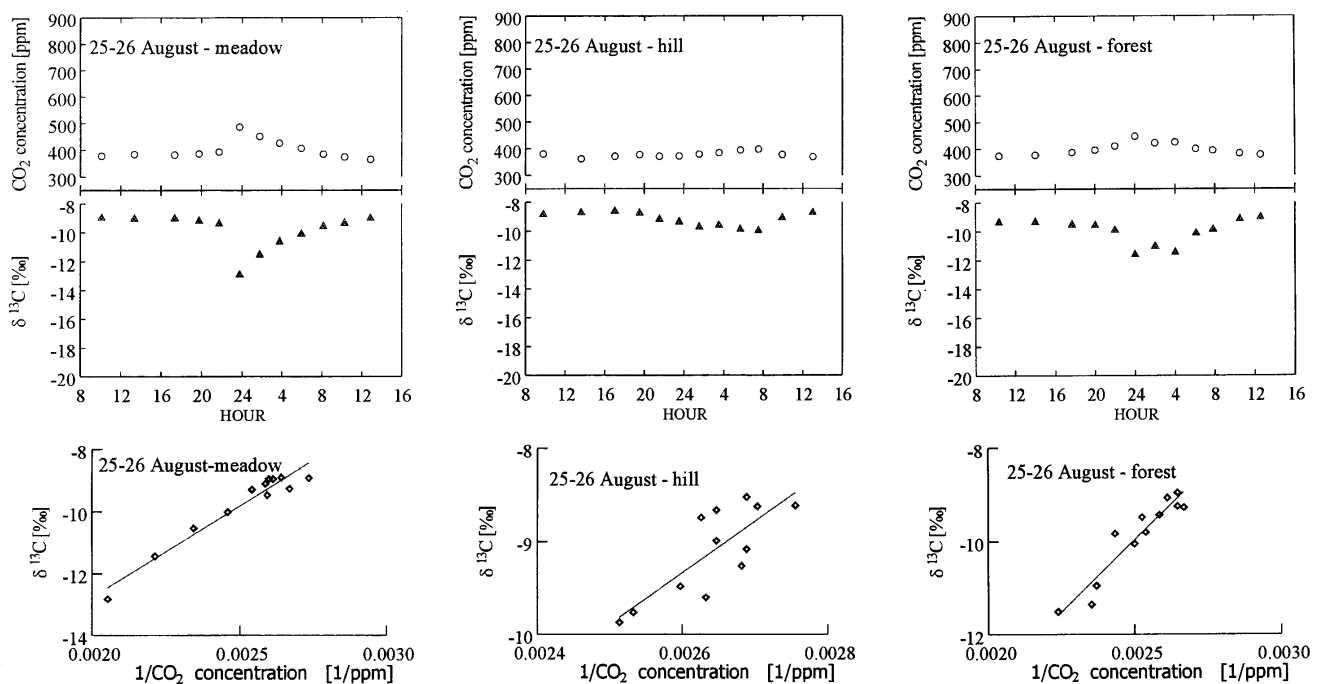 CO2 concentration [ppm]
900
800
700
600
500
400
300
25-26 August - meadow
δ 13C [‰]
-8
-10
-12
-14
-16
-18
-20
8 12 16 20 24 4 8 12 16
HOUR
CO2 concentration [ppm]
900
800
700
600
500
400
300
25-26 August - hill
δ 13C [‰]
-8
-10
-12
-14
-16
-18
-20
8 12 16 20 24 4 8 12 16
HOUR
CO2 concentration [ppm]
900
800
700
600
500
400
300
25-26 August - forest
δ 13C [‰]
-8
-10
-12
-14
-16
-18
-20
8 12 16 20 24 4 8 12 16
HOUR
δ 13C [‰]
-8
-10
-12
-14
25-26 August-meadow
0.0020 0.0025 0.0030
1/CO2 concentration [1/ppm]
δ 13C [‰]
-8
-9
-10
25-26 August - hill
0.0024 0.0026 0.0028
1/CO2 concentration [1/ppm]
δ 13C [‰]
-8
-10
-12
25-26 August - forest
0.0020 0.0025 0.0030
1/CO2 concentration [1/ppm]